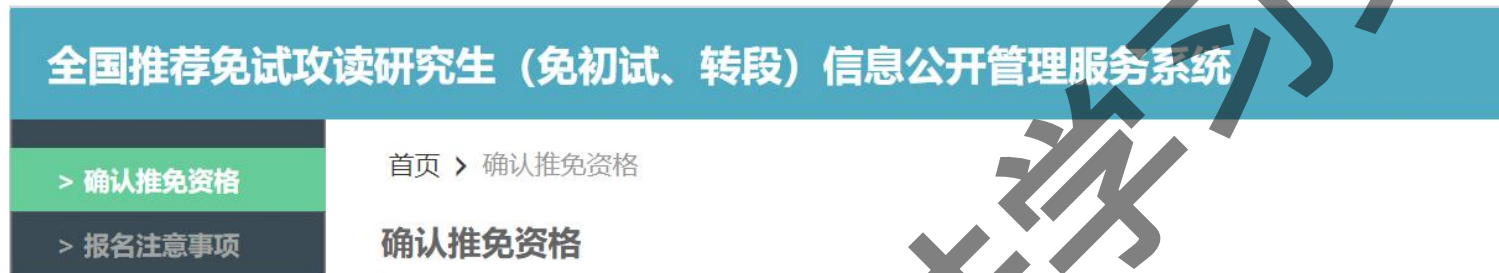 全国推荐免试攻读研究生（免初试、转段）信息公开管理服务系统
> 确认推免资格
首页 > 确认推免资格
> 报名注意事项
确认推免资格
学习